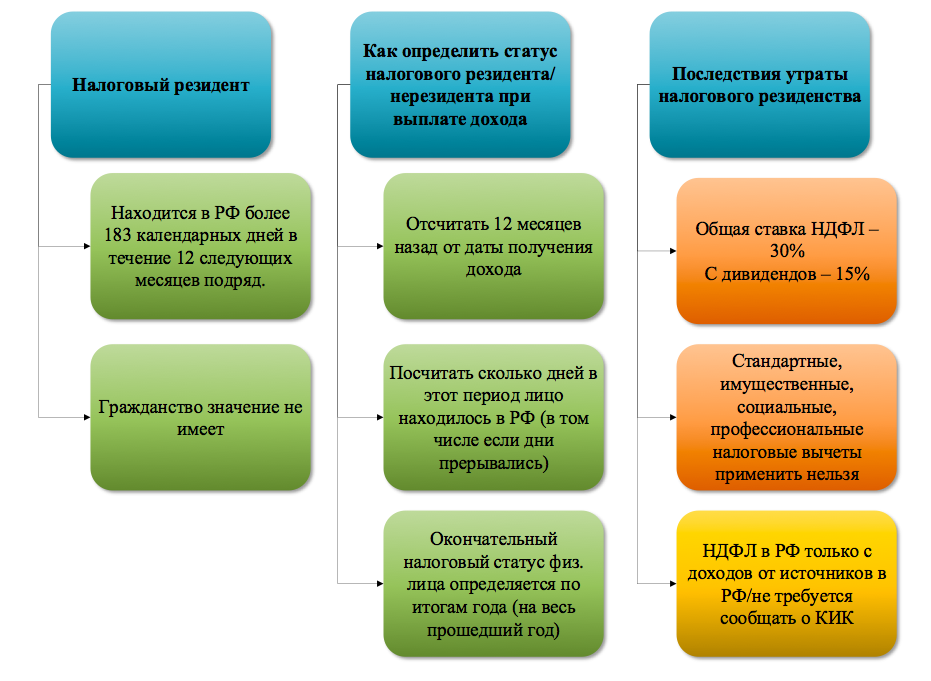 Налоговый резидент
Находится в РФ более
183 календарных дней в
течение 12 следующих
месяцев подряд.
Гражданство значение не
имеет
Как определить статус
налогового резидента/
нерезидента при
выплате дохода
Отсчитать 12 месяцев
назад от даты получения
дохода
Посчитать сколько дней в
этот период лицо
находилось в РФ (в том
числе если дни
прерывались)
Окончательный
налоговый статус физ.
лица определяется по
итогам года (на весь
прошедший год)
Последствия утраты
налогового резиденства
Общая ставка НДФЛ –
30%
С дивидендов – 15%
Стандартные,
имущественные,
социальные,
профессиональные
налоговые вычеты
применить нельзя
НДФЛ в РФ только с
доходов от источников в
РФ/не требуется
сообщать о КИК